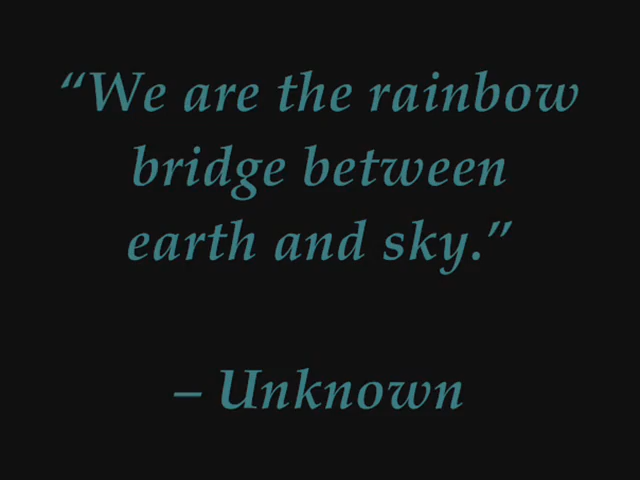 “We are the rainbow
bridge between
earth and sky.”
– Unknown